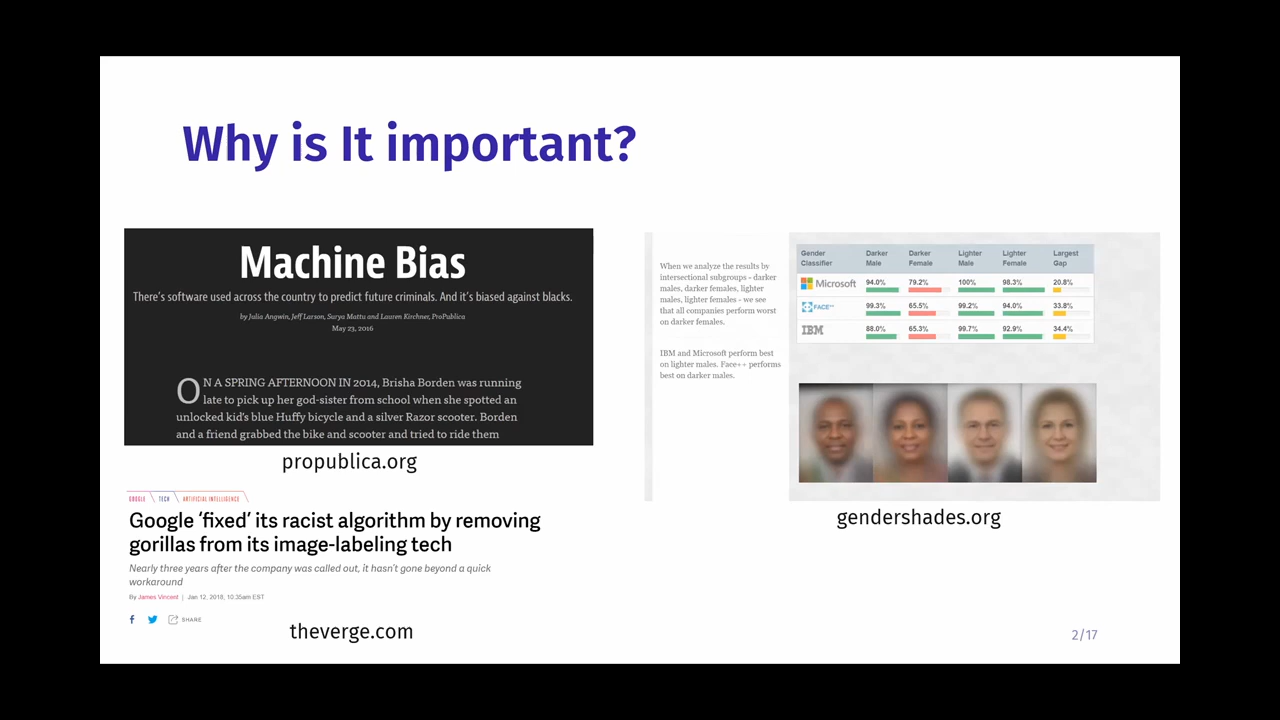 Why is It important?
Machine Bias
There's software used across the country to predict future criminals. And it's biased against blacks.
by Julia Angwin, Jeff Larson, Surya Mattu and Lauren Kirchner, ProPublica
May 23, 2016
ON A SPRING AFTERNOON IN 2014, Brisha Borden was running
late to pick up her god-sister from school when she spotted an
unlocked kid's blue Huffy bicycle and a silver Razor scooter. Borden
and a friend grabbed the bike and scooter and tried to ride them
propublica.org
GOOGLE TECH ARTIFICIAL INTELLIGENCE
Google 'fixed' its racist algorithm by removing
gorillas from its image-labeling tech
Nearly three years after the company was called out, it hasn't gone beyond a quick
workaround
By James Vincent | Jan 12, 2018, 10:35am EST
SHARE
theverge.com
When we analyze the results by
intersectional subgroups - darker
males, darker females, lighter
males, lighter females - we see
that all companies perform worst
on darker females.
IBM and Microsoft perform best
on lighter males. Face++ performs
best on darker males.
Gender Classifier Darker Male Darker Female Lighter Male Lighter Female Largest Gap
Microsoft 94.0% 79.2% 100% 98.3% 20.8%
FACE++ 99.3% 65.5% 99.2% 94.0% 33.8%
IBM 88.0% 65.3% 99.7% 92.9% 34.4%
gendershades.org
2/17